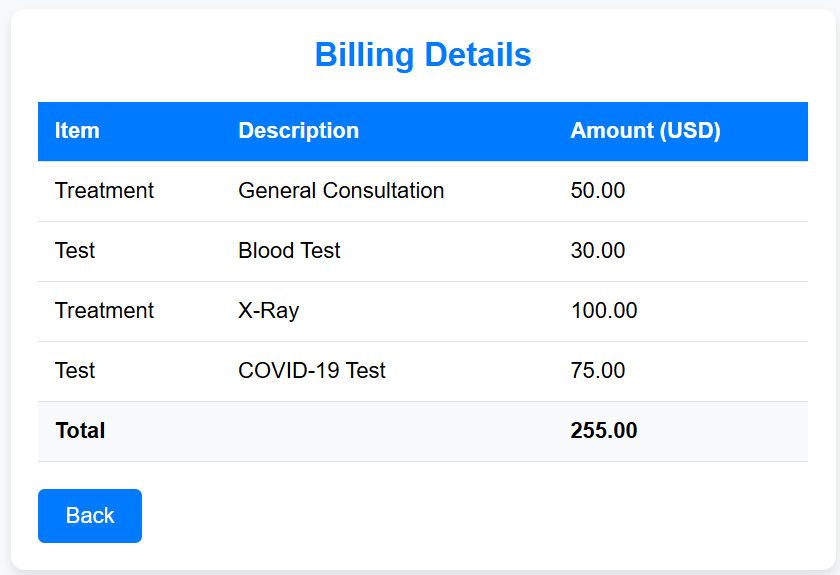 Billing Details
Item Description Amount (USD)
Treatment General Consultation 50.00
Test Blood Test 30.00
Treatment X-Ray 100.00
Test COVID-19 Test 75.00
Total 255.00
Back